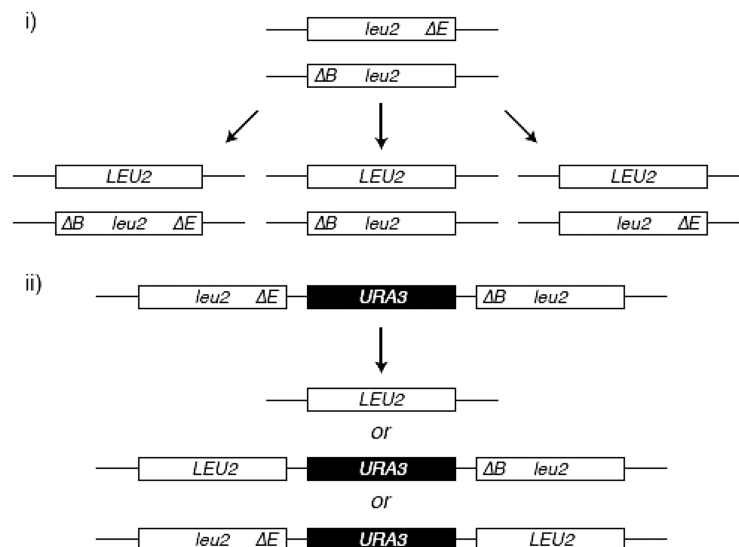 i)
leu2 ΔE
ΔB leu2
LEU2 LEU2 LEU2
ΔB leu2 ΔE ΔB leu2 leu2 ΔE
ii)
leu2 ΔE URA3 ΔB leu2
LEU2
or
LEU2 URA3 ΔB leu2
or
leu2 ΔE URA3 LEU2